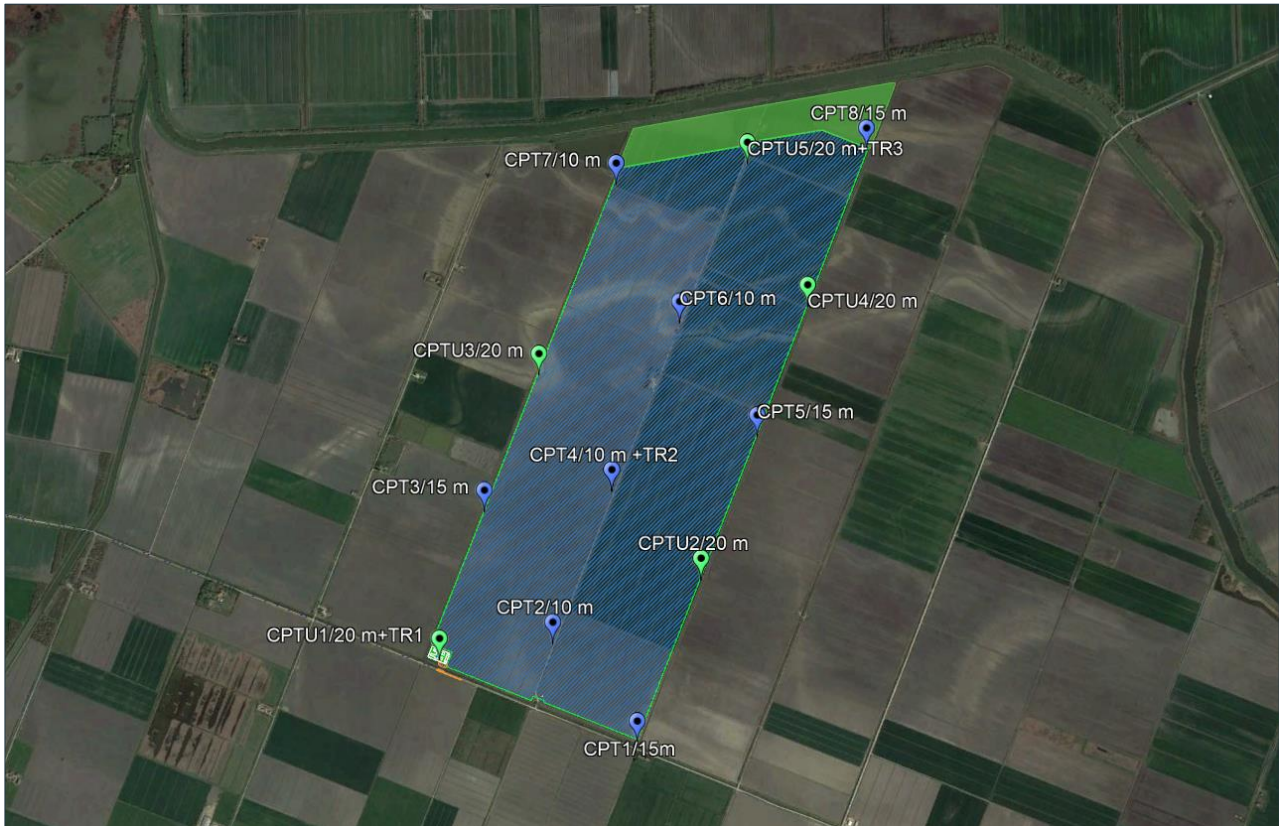 CPT8/15 m
CPTU5/20 m+TR3
CPT7/10 m
CPTU4/20 m
CPT6/10 m
CPTU3/20 m
CPT5/15 m
CPT4/10 m +TR2
CPT3/15 m
CPTU2/20 m
CPT2/10 m
CPTU1/20 m+TR1
CPT1/15m